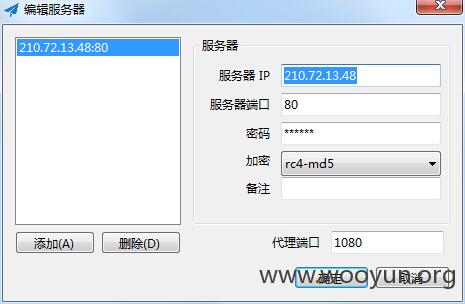 编辑服务器
210.72.13.48:80
服务器
服务器 IP 210.72.13.48
服务器端口 80
密码 ******
加密 rc4-md5
备注
添加(A) 删除(D) 代理端口 1080
确定 取消
www.wooyun.org